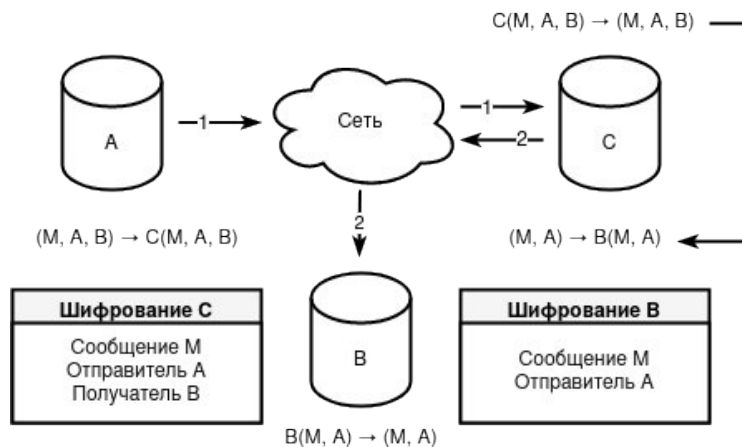 C(M, A, B) → (M, A, B)
A
1
Сеть
1
2
C
(M, A, B) → C(M, A, B)
2
(M, A) → B(M, A)
Шифрование C
Сообщение M
Отправитель A
Получатель B
B
Шифрование B
Сообщение M
Отправитель A
B(M, A) → (M, A)